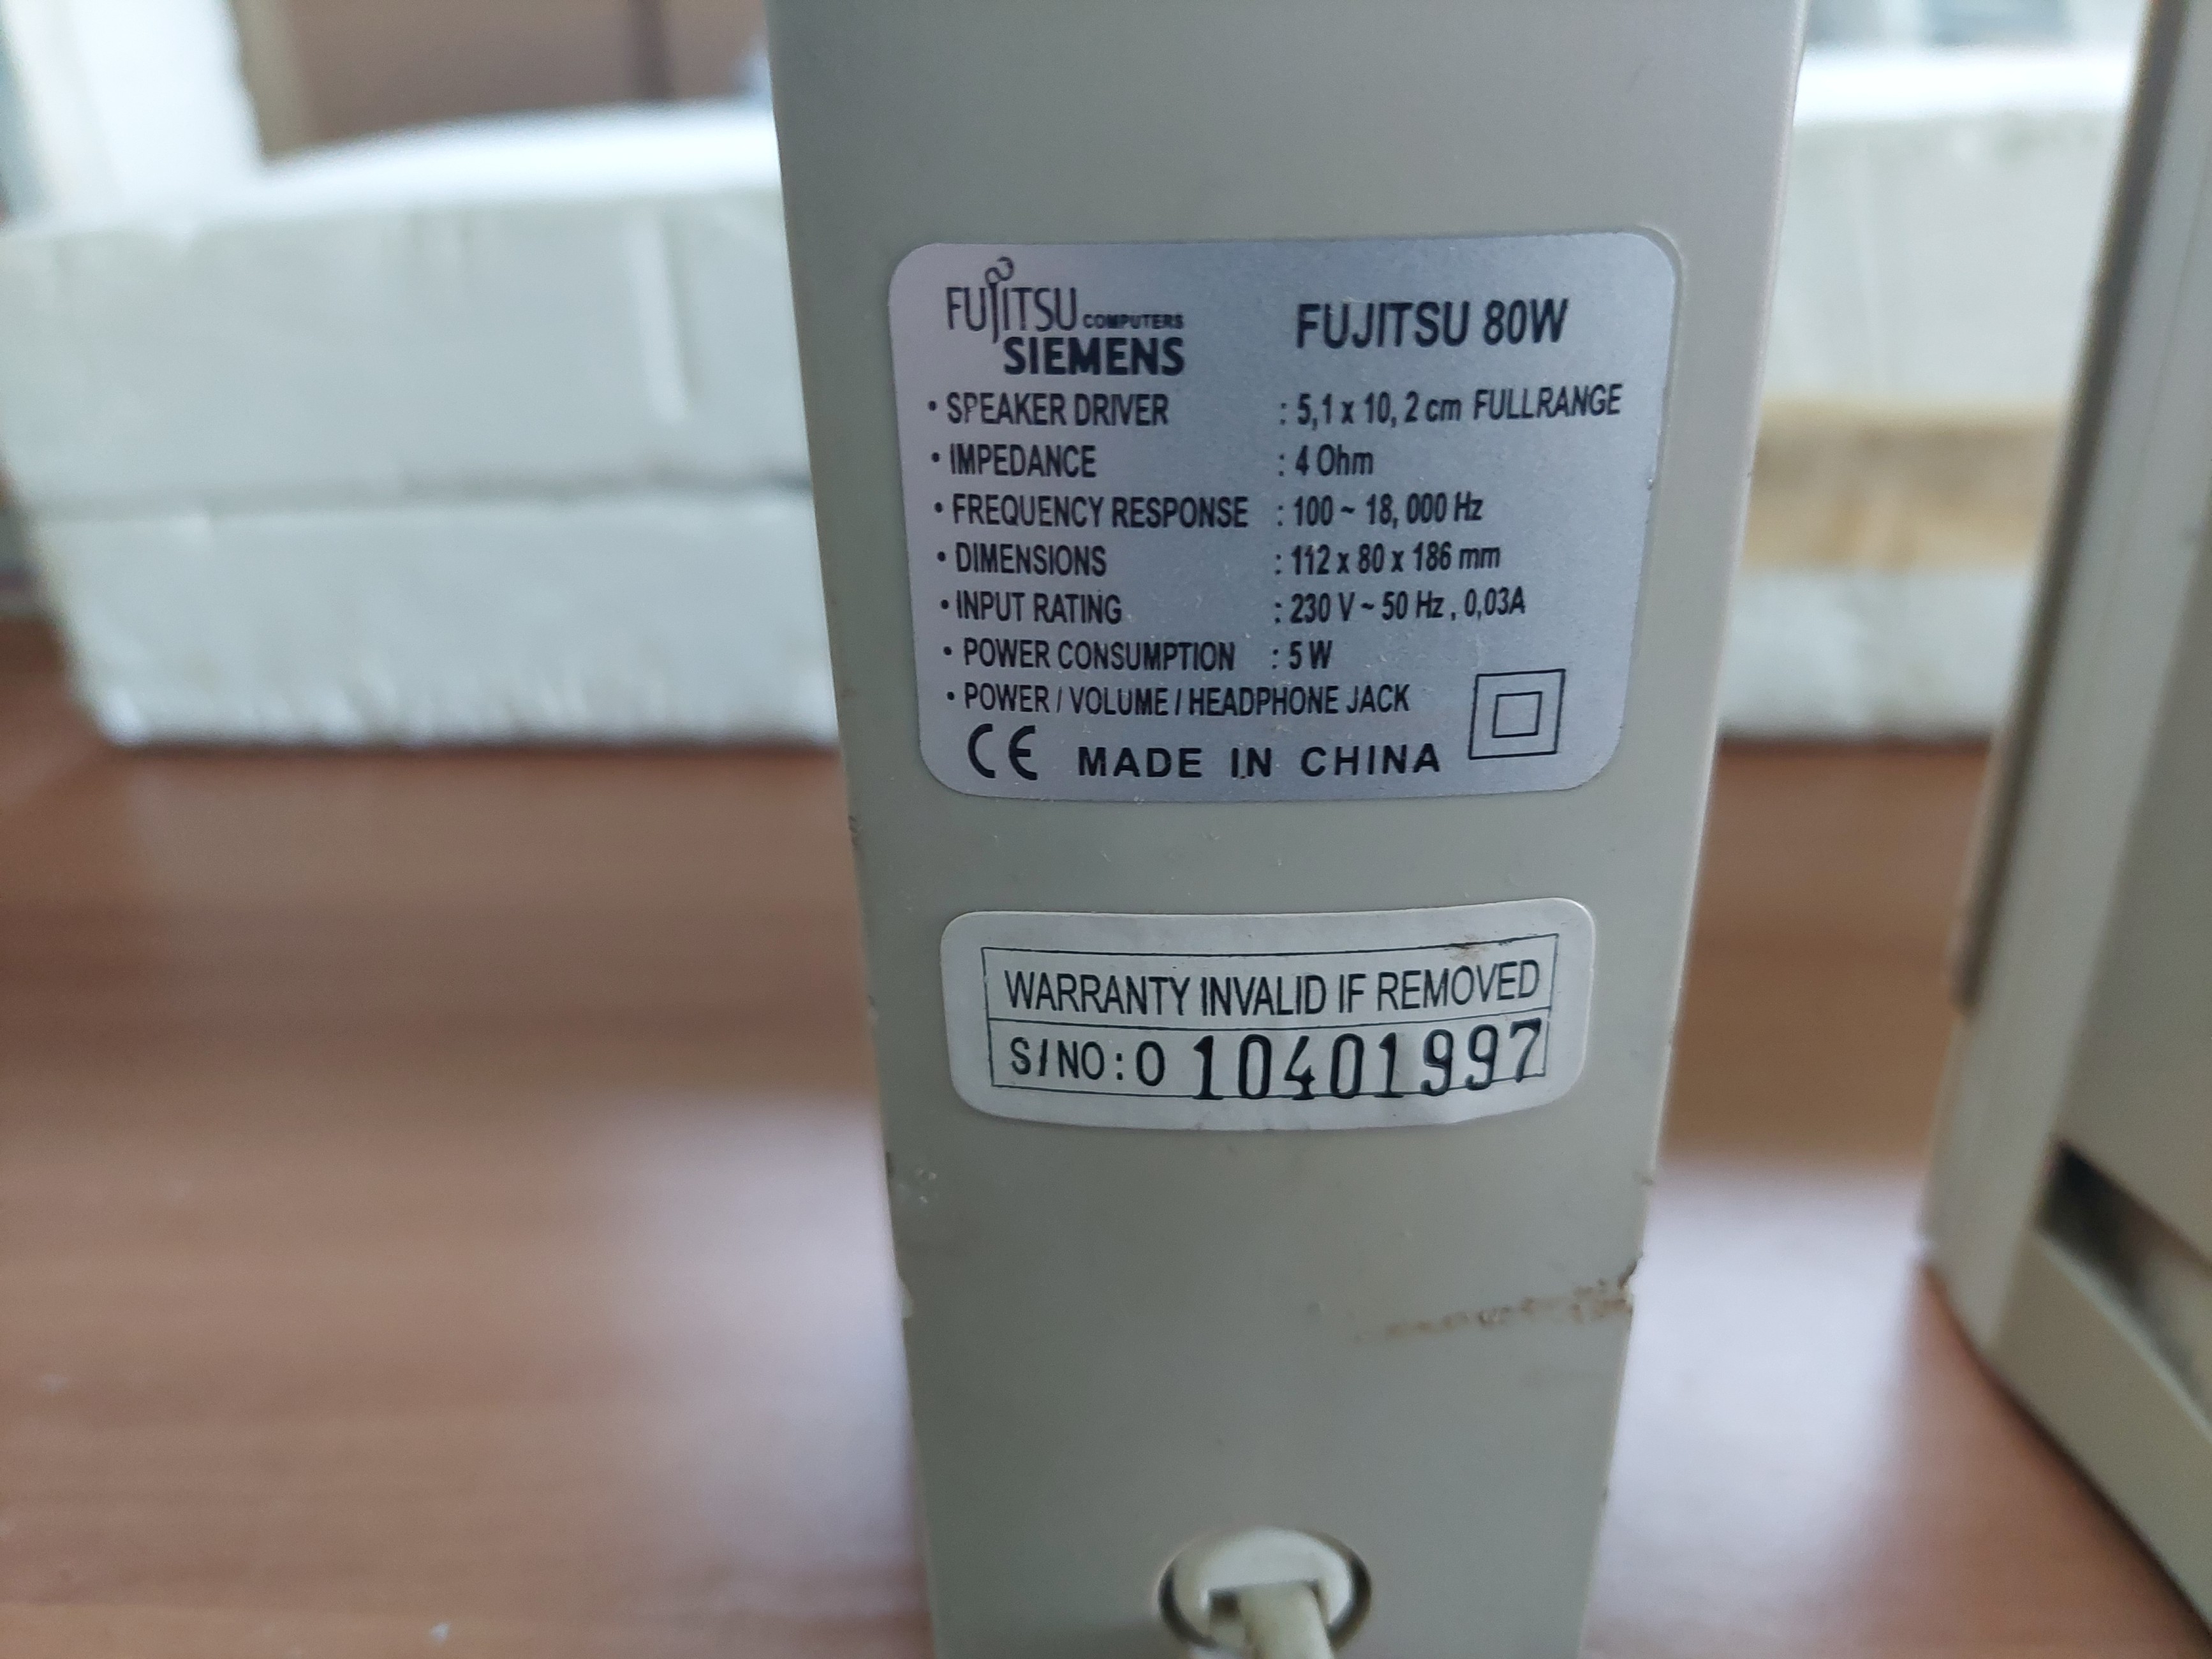 FUJITSU COMPUTERS
SIEMENS
FUJITSU 80W
• SPEAKER DRIVER : 5,1 x 10, 2 cm FULLRANGE
• IMPEDANCE : 4 Ohm
• FREQUENCY RESPONSE : 100 ~ 18, 000 Hz
• DIMENSIONS : 112 x 80 x 186 mm
• INPUT RATING : 230 V ~ 50 Hz , 0,03A
• POWER CONSUMPTION : 5 W
• POWER / VOLUME / HEADPHONE JACK
CE MADE IN CHINA
WARRANTY INVALID IF REMOVED
S/NO: O 10401997